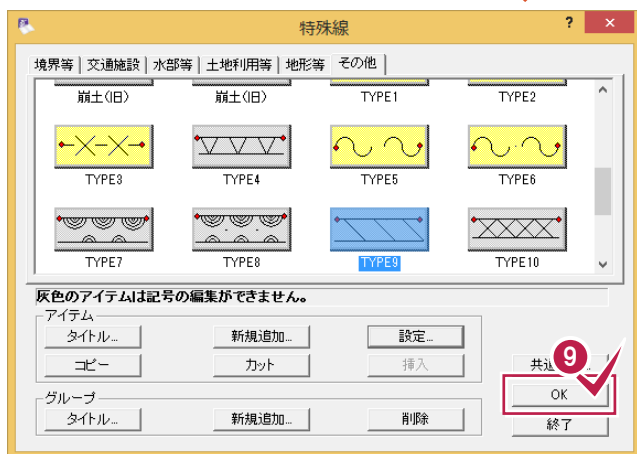 特殊線
? ×
境界等 交通施設 水部等 土地利用等 地形等 その他
崩土(旧) 崩土(旧) TYPE1 TYPE2
TYPE3 TYPE4 TYPE5 TYPE6
TYPE7 TYPE8 TYPE9 TYPE10
灰色のアイテムは記号の編集ができません。
アイテム
タイトル... 新規追加... 設定...
コピー カット 挿入
9
OK
グループ
タイトル... 新規追加... 削除
終了